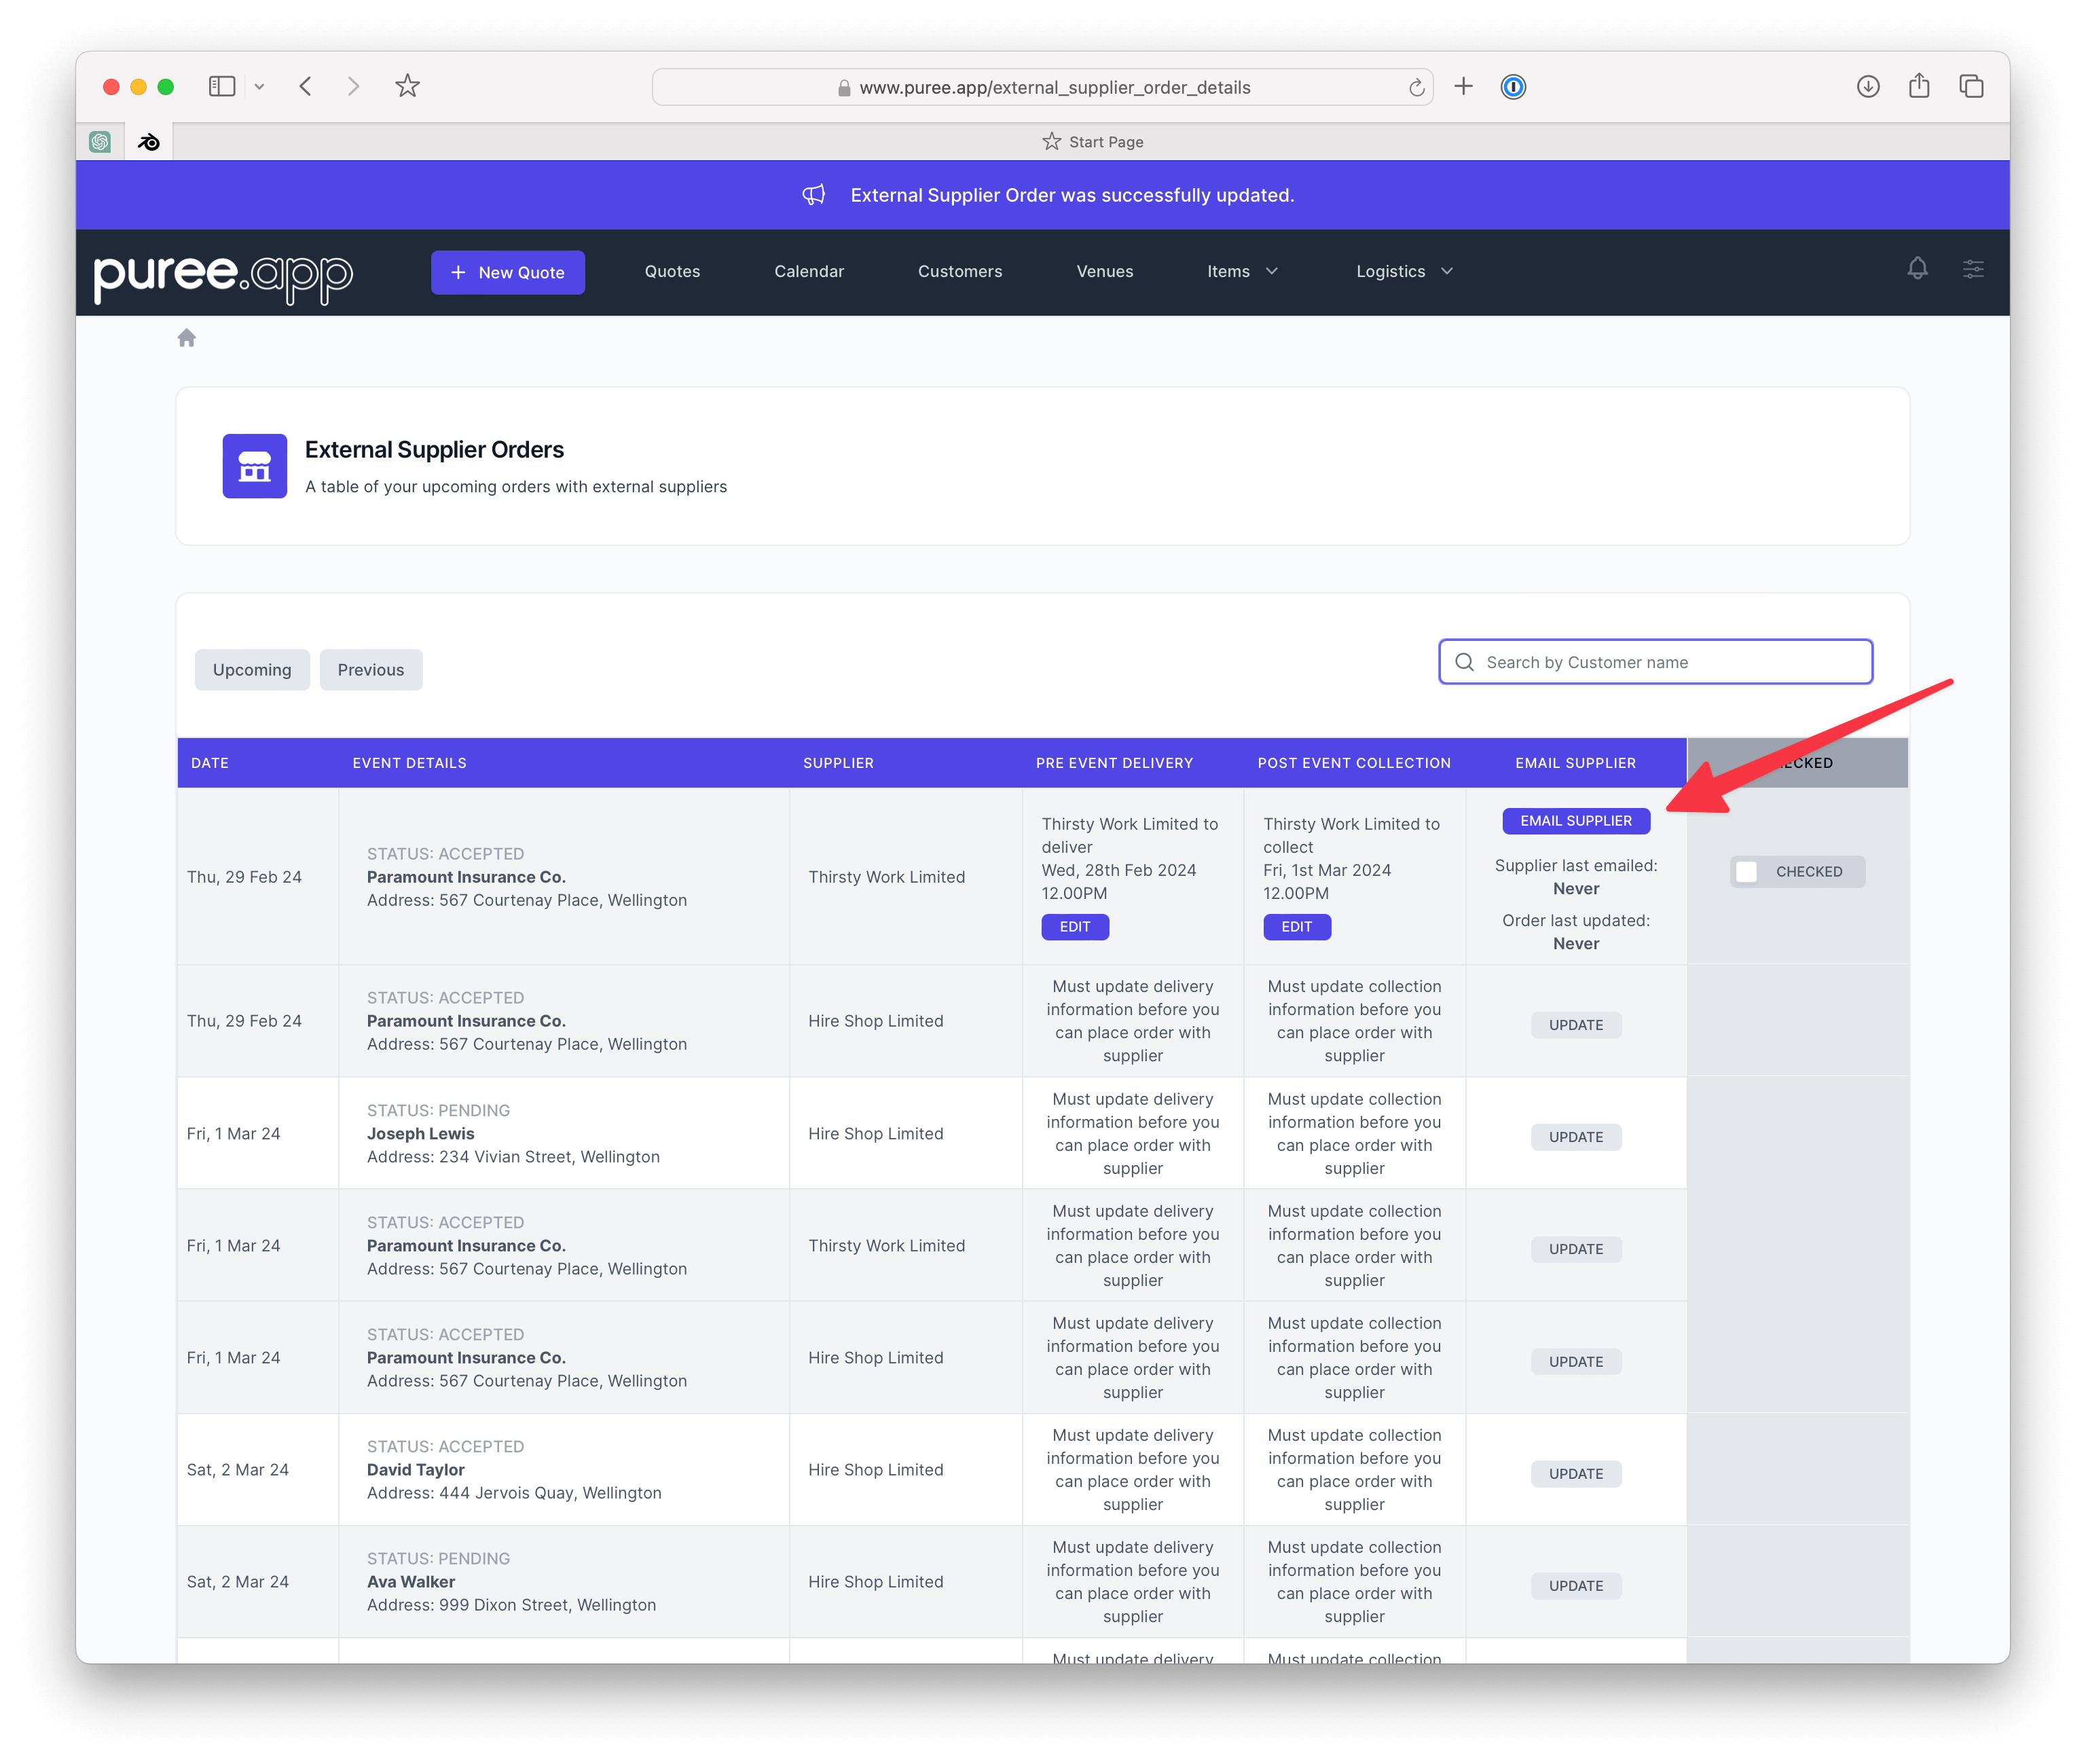 www.puree.app/external_supplier_order_details
Start Page
External Supplier Order was successfully updated.
puree.app
New Quote
Quotes
Calendar
Customers
Venues
Items
Logistics
External Supplier Orders
A table of your upcoming orders with external suppliers
Upcoming
Previous
Search by Customer name
DATE
EVENT DETAILS
SUPPLIER
PRE EVENT DELIVERY
POST EVENT COLLECTION
EMAIL SUPPLIER
Thu, 29 Feb 24
STATUS: ACCEPTED
Paramount Insurance Co.
Address: 567 Courtenay Place, Wellington
Thirsty Work Limited
Thirsty Work Limited to
deliver
Wed, 28th Feb 2024
12.00PM
EDIT
Thirsty Work Limited to
collect
Fri, 1st Mar 2024
12.00PM
EDIT
EMAIL SUPPLIER
Supplier last emailed:
Never
Order last updated:
Never
CHECKED
Thu, 29 Feb 24
STATUS: ACCEPTED
Paramount Insurance Co.
Address: 567 Courtenay Place, Wellington
Hire Shop Limited
Must update delivery
information before you
can place order with
supplier
Must update collection
information before you
can place order with
supplier
UPDATE
Fri, 1 Mar 24
STATUS: PENDING
Joseph Lewis
Address: 234 Vivian Street, Wellington
Hire Shop Limited
Must update delivery
information before you
can place order with
supplier
Must update collection
information before you
can place order with
supplier
UPDATE
Fri, 1 Mar 24
STATUS: ACCEPTED
Paramount Insurance Co.
Address: 567 Courtenay Place, Wellington
Thirsty Work Limited
Must update delivery
information before you
can place order with
supplier
Must update collection
information before you
can place order with
supplier
UPDATE
Fri, 1 Mar 24
STATUS: ACCEPTED
Paramount Insurance Co.
Address: 567 Courtenay Place, Wellington
Hire Shop Limited
Must update delivery
information before you
can place order with
supplier
Must update collection
information before you
can place order with
supplier
UPDATE
Sat, 2 Mar 24
STATUS: ACCEPTED
David Taylor
Address: 444 Jervois Quay, Wellington
Hire Shop Limited
Must update delivery
information before you
can place order with
supplier
Must update collection
information before you
can place order with
supplier
UPDATE
Sat, 2 Mar 24
STATUS: PENDING
Ava Walker
Address: 999 Dixon Street, Wellington
Hire Shop Limited
Must update delivery
information before you
can place order with
supplier
Must update collection
information before you
can place order with
supplier
UPDATE
Must update delivery
Must update collection